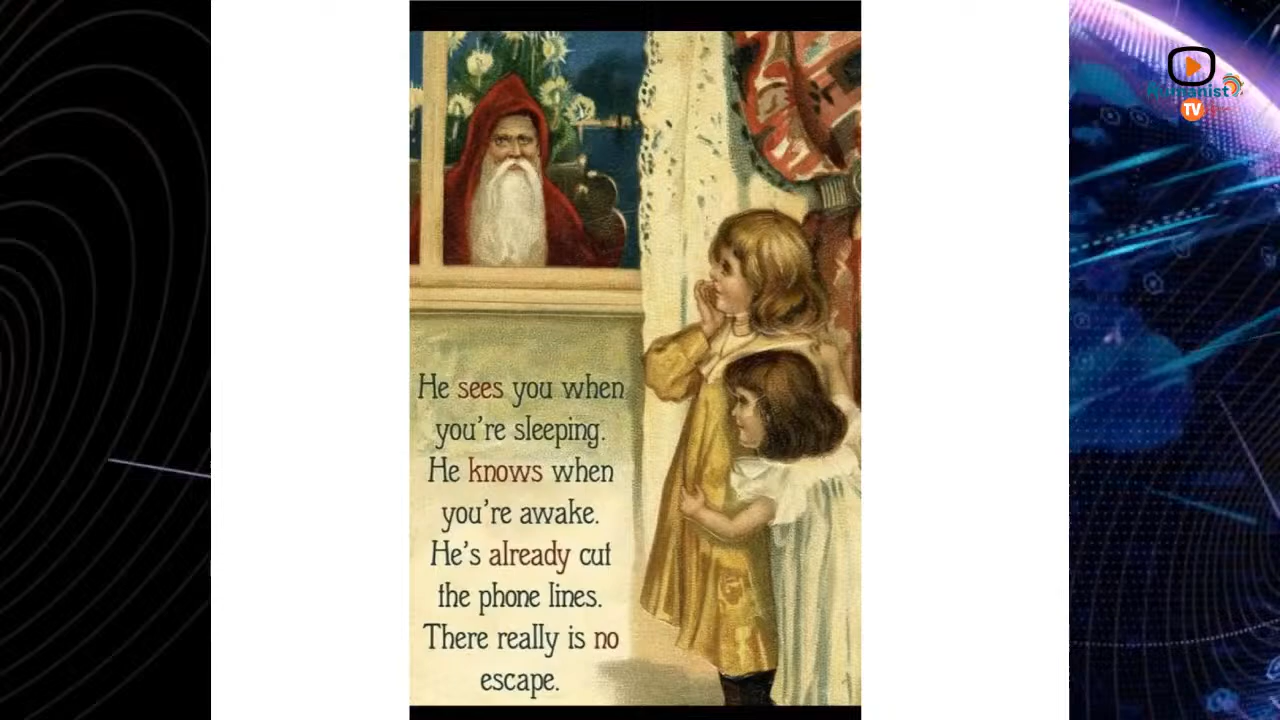 Humanist
TV
He sees you when
you're sleeping.
He knows when
you're awake.
He's already cut
the phone lines.
There really is no
escape.